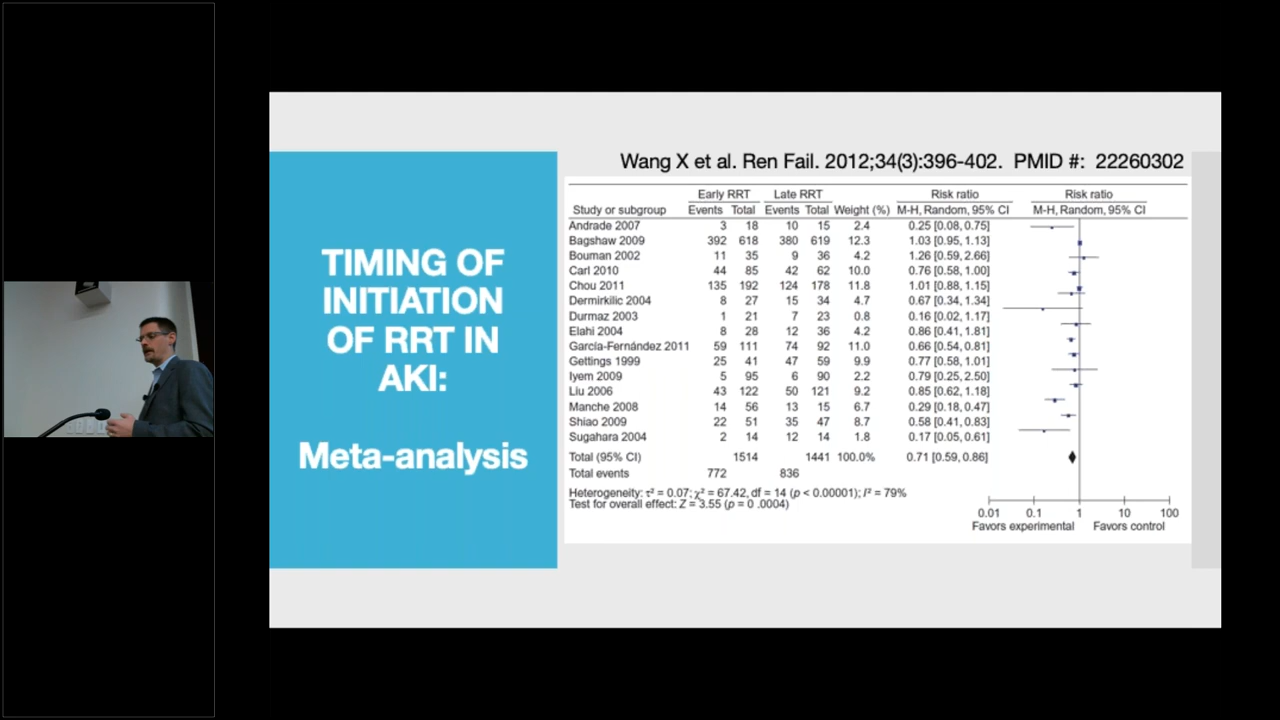 TIMING OF
INITIATION
OF RRT IN
AKI:
Meta-analysis
Wang X et al. Ren Fail. 2012;34(3):396-402. PMID #: 22260302
Early RRT Late RRT Risk ratio Risk ratio
Study or subgroup Events Total Events Total Weight (%) M-H, Random, 95% CI M-H, Random, 95% CI
Andrade 2007 3 18 10 15 2.4 0.25 [0.08, 0.75]
Bagshaw 2009 392 618 380 619 12.3 1.03 [0.95, 1.13]
Bouman 2002 11 35 9 36 4.2 1.26 [0.59, 2.66]
Carl 2010 44 85 42 62 10.0 0.76 [0.58, 1.00]
Chou 2011 135 192 124 178 11.8 1.01 [0.88, 1.15]
Dermirkilic 2004 8 27 15 34 4.7 0.67 [0.34, 1.34]
Durmaz 2003 1 21 7 23 0.8 0.16 [0.02, 1.17]
Elahi 2004 8 28 12 36 4.2 0.86 [0.41, 1.81]
García-Fernández 2011 59 111 74 92 11.0 0.66 [0.54, 0.81]
Gettings 1999 25 41 47 59 9.9 0.77 [0.58, 1.01]
Iyem 2009 5 95 6 90 2.2 0.79 [0.25, 2.50]
Liu 2006 43 122 50 121 9.2 0.85 [0.62, 1.18]
Manche 2008 14 56 13 15 6.7 0.29 [0.18, 0.47]
Shiao 2009 22 51 35 47 8.7 0.58 [0.41, 0.83]
Sugahara 2004 2 14 12 14 1.8 0.17 [0.05, 0.61]
Total (95% CI) 1514 1441 100.0% 0.71 [0.59, 0.86]
Total events 772 836
Heterogeneity: τ² = 0.07; χ² = 67.42, df = 14 (p < 0.00001); I² = 79%
Test for overall effect: Z = 3.55 (p = 0 .0004)
0.01 0.1 1 10 100
Favors experimental Favors control